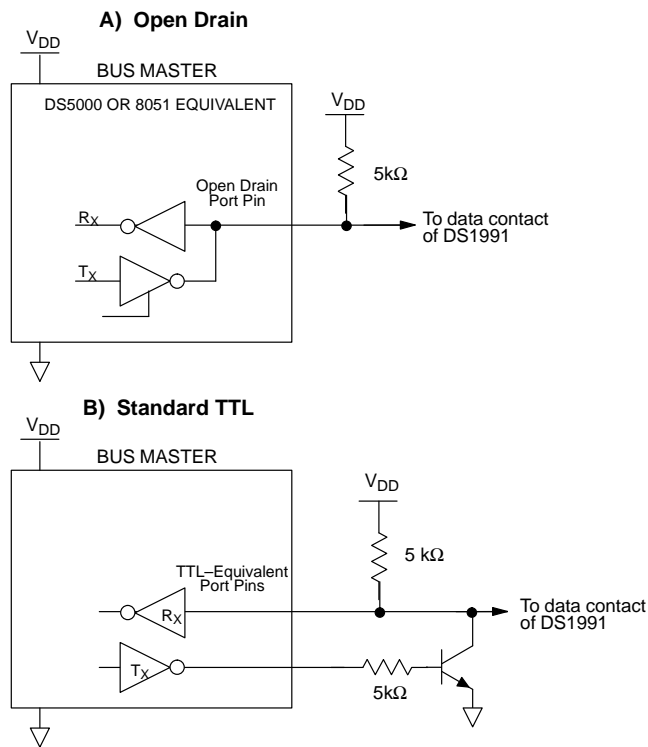 A) Open Drain
VDD
BUS MASTER
DS5000 OR 8051 EQUIVALENT
VDD
5kΩ
Open Drain
Port Pin
RX
To data contact
of DS1991
TX
B) Standard TTL
VDD
BUS MASTER
VDD
5 kΩ
TTL–Equivalent
Port Pins
RX
To data contact
of DS1991
TX
5kΩ